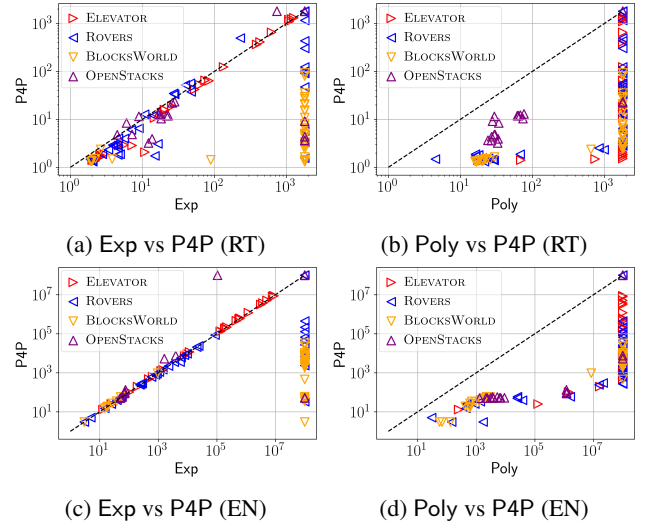 10³
10²
10¹
10⁰
P4P
ELEVATOR
ROVERS
BLOCKSWORLD
OPENSTACKS
10⁰ 10¹ 10² 10³
Exp
(a) Exp vs P4P (RT)
10³
10²
10¹
10⁰
P4P
ELEVATOR
ROVERS
BLOCKSWORLD
OPENSTACKS
10⁰ 10¹ 10² 10³
Poly
(b) Poly vs P4P (RT)
10⁷
10⁵
10³
10¹
P4P
ELEVATOR
ROVERS
BLOCKSWORLD
OPENSTACKS
10¹ 10³ 10⁵ 10⁷
Exp
(c) Exp vs P4P (EN)
10⁷
10⁵
10³
10¹
P4P
ELEVATOR
ROVERS
BLOCKSWORLD
OPENSTACKS
10¹ 10³ 10⁵ 10⁷
Poly
(d) Poly vs P4P (EN)